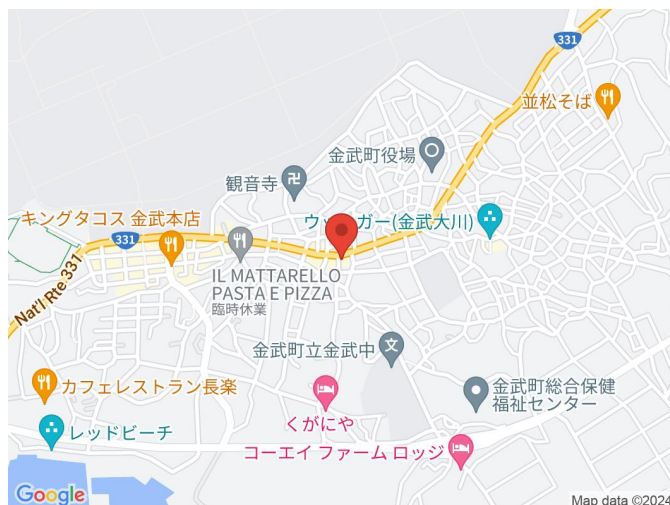 331
並松そば
金武町役場
観音寺
キングタコス 金武本店
ウッカガー(金武大川)
331
Nat'l Rte 331
IL MATTARELLO
PASTA E PIZZA
臨時休業
金武町立金武中
文
カフェレストラン長楽
くがにや
金武町総合保健
福祉センター
レッドビーチ
コーエイ ファーム ロッジ
Google
Map data ©2024